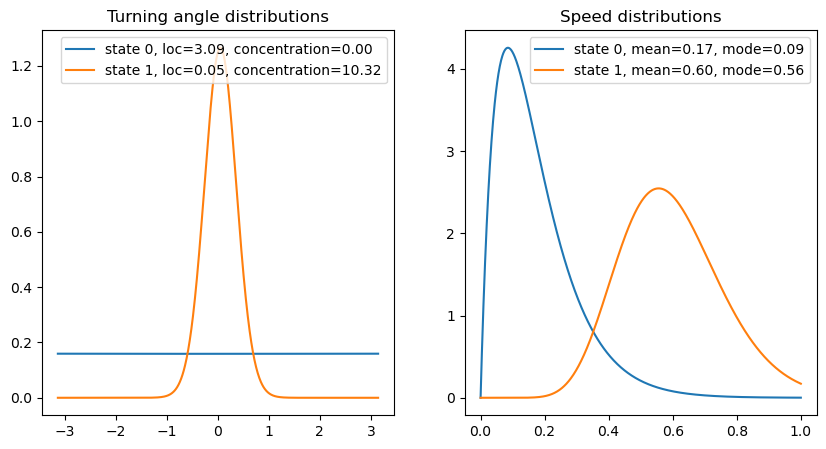 Turning angle distributions
state 0, loc=3.09, concentration=0.00
state 1, loc=0.05, concentration=10.32
1.2
1.0
0.8
0.6
0.4
0.2
0.0
−3 −2 −1 0 1 2 3
Speed distributions
state 0, mean=0.17, mode=0.09
state 1, mean=0.60, mode=0.56
4
3
2
1
0
0.0 0.2 0.4 0.6 0.8 1.0